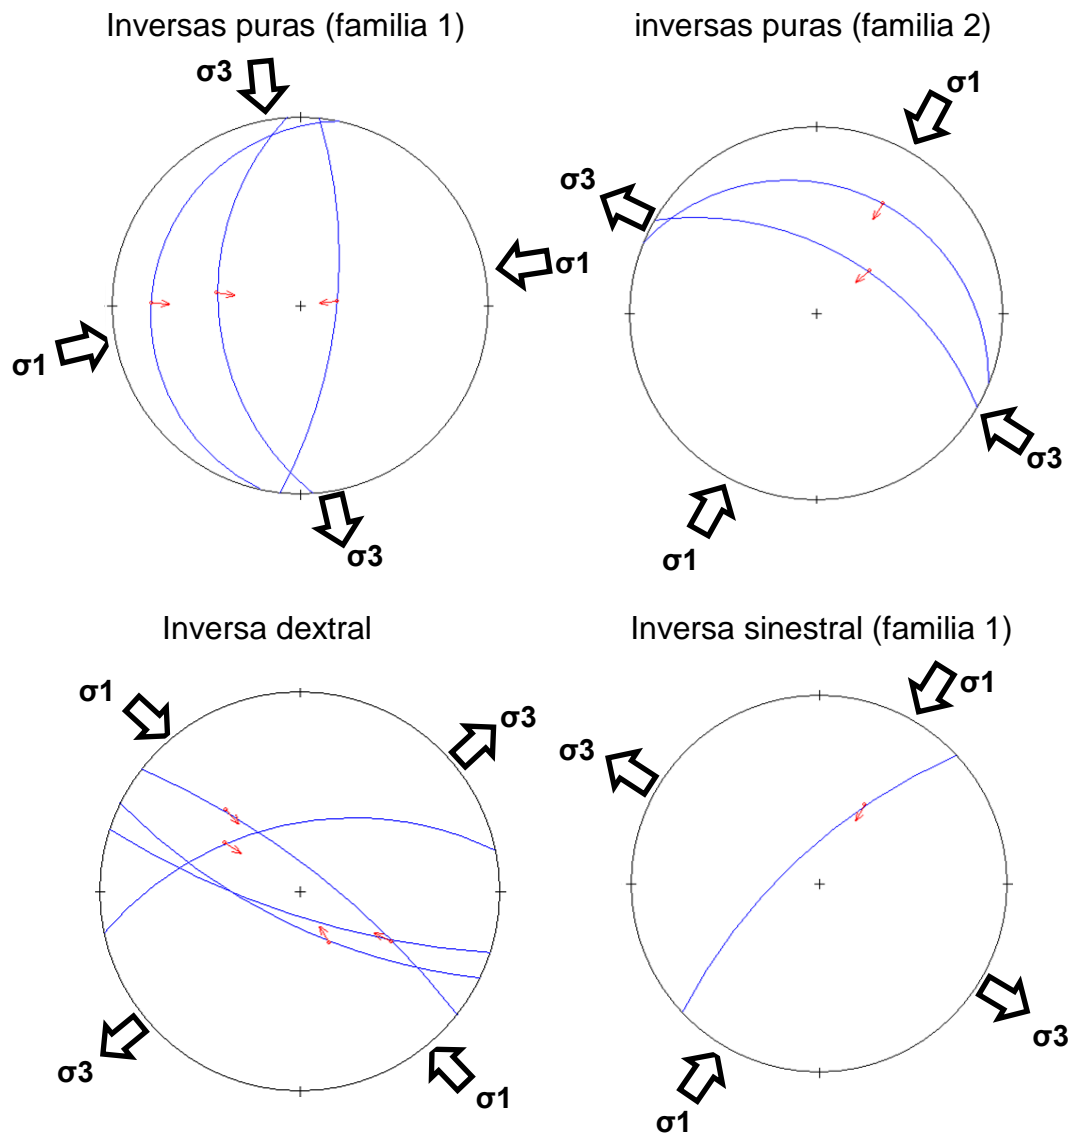 Inversas puras (familia 1)
σ3
σ1
σ1
σ3
inversas puras (familia 2)
σ1
σ3
σ3
σ1
Inversa dextral
σ1
σ3
σ3
σ1
Inversa sinestral (familia 1)
σ1
σ3
σ3
σ1